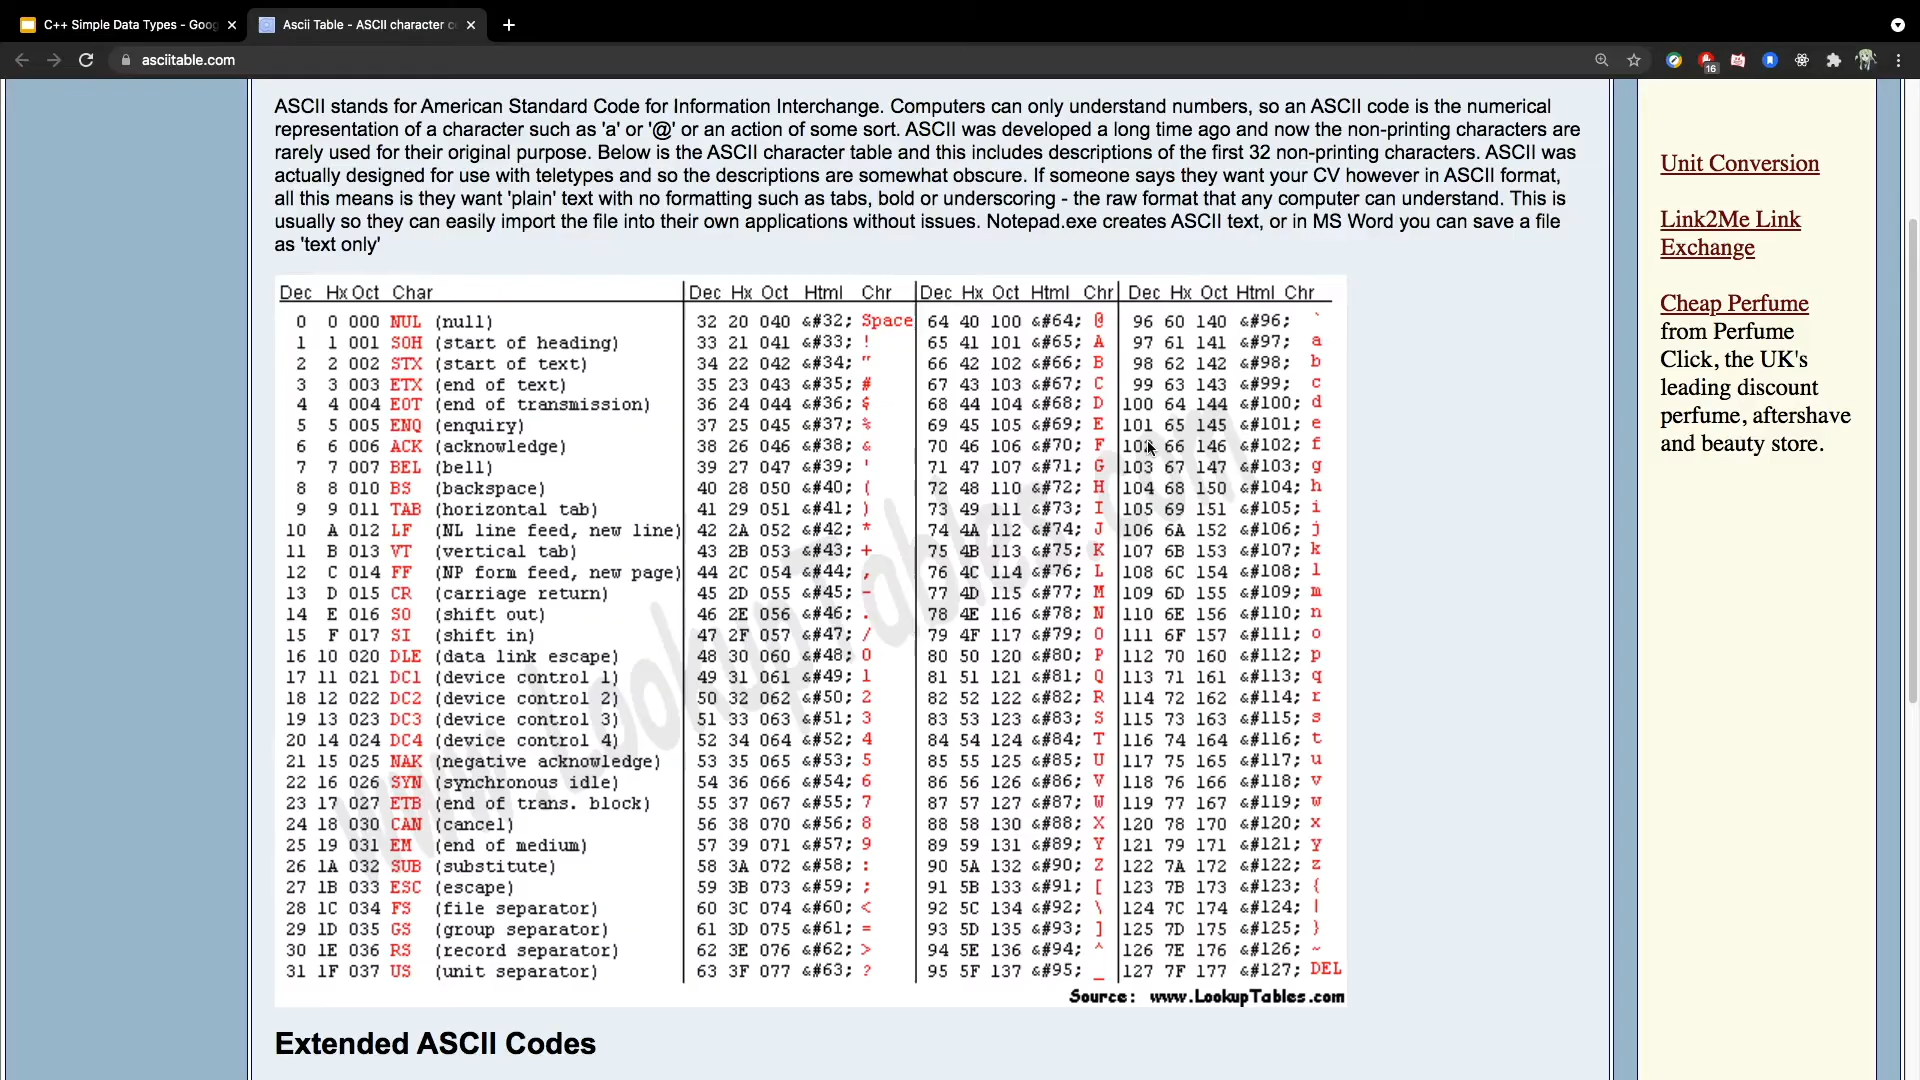 C++ Simple Data Types - Goog
Ascii Table - ASCII character c
asciitable.com
16
ASCII stands for American Standard Code for Information Interchange. Computers can only understand numbers, so an ASCII code is the numerical
representation of a character such as 'a' or '@' or an action of some sort. ASCII was developed a long time ago and now the non-printing characters are
rarely used for their original purpose. Below is the ASCII character table and this includes descriptions of the first 32 non-printing characters. ASCII was
actually designed for use with teletypes and so the descriptions are somewhat obscure. If someone says they want your CV however in ASCII format,
all this means is they want 'plain' text with no formatting such as tabs, bold or underscoring - the raw format that any computer can understand. This is
usually so they can easily import the file into their own applications without issues. Notepad.exe creates ASCII text, or in MS Word you can save a file
as 'text only'
Dec Hx Oct Char Dec Hx Oct Html Chr Dec Hx Oct Html Chr Dec Hx Oct Html Chr
0 0 000 NUL (null) 32 20 040 &#32; Space 64 40 100 &#64; @ 96 60 140 &#96; `
1 1 001 SOH (start of heading) 33 21 041 &#33; ! 65 41 101 &#65; A 97 61 141 &#97; a
2 2 002 STX (start of text) 34 22 042 &#34; " 66 42 102 &#66; B 98 62 142 &#98; b
3 3 003 ETX (end of text) 35 23 043 &#35; # 67 43 103 &#67; C 99 63 143 &#99; c
4 4 004 EOT (end of transmission) 36 24 044 &#36; $ 68 44 104 &#68; D 100 64 144 &#100; d
5 5 005 ENQ (enquiry) 37 25 045 &#37; % 69 45 105 &#69; E 101 65 145 &#101; e
6 6 006 ACK (acknowledge) 38 26 046 &#38; & 70 46 106 &#70; F 102 66 146 &#102; f
7 7 007 BEL (bell) 39 27 047 &#39; ' 71 47 107 &#71; G 103 67 147 &#103; g
8 8 010 BS (backspace) 40 28 050 &#40; ( 72 48 110 &#72; H 104 68 150 &#104; h
9 9 011 TAB (horizontal tab) 41 29 051 &#41; ) 73 49 111 &#73; I 105 69 151 &#105; i
10 A 012 LF (NL line feed, new line) 42 2A 052 &#42; * 74 4A 112 &#74; J 106 6A 152 &#106; j
11 B 013 VT (vertical tab) 43 2B 053 &#43; + 75 4B 113 &#75; K 107 6B 153 &#107; k
12 C 014 FF (NP form feed, new page) 44 2C 054 &#44; , 76 4C 114 &#76; L 108 6C 154 &#108; l
13 D 015 CR (carriage return) 45 2D 055 &#45; - 77 4D 115 &#77; M 109 6D 155 &#109; m
14 E 016 SO (shift out) 46 2E 056 &#46; . 78 4E 116 &#78; N 110 6E 156 &#110; n
15 F 017 SI (shift in) 47 2F 057 &#47; / 79 4F 117 &#79; O 111 6F 157 &#111; o
16 10 020 DLE (data link escape) 48 30 060 &#48; 0 80 50 120 &#80; P 112 70 160 &#112; p
17 11 021 DC1 (device control 1) 49 31 061 &#49; 1 81 51 121 &#81; Q 113 71 161 &#113; q
18 12 022 DC2 (device control 2) 50 32 062 &#50; 2 82 52 122 &#82; R 114 72 162 &#114; r
19 13 023 DC3 (device control 3) 51 33 063 &#51; 3 83 53 123 &#83; S 115 73 163 &#115; s
20 14 024 DC4 (device control 4) 52 34 064 &#52; 4 84 54 124 &#84; T 116 74 164 &#116; t
21 15 025 NAK (negative acknowledge) 53 35 065 &#53; 5 85 55 125 &#85; U 117 75 165 &#117; u
22 16 026 SYN (synchronous idle) 54 36 066 &#54; 6 86 56 126 &#86; V 118 76 166 &#118; v
23 17 027 ETB (end of trans. block) 55 37 067 &#55; 7 87 57 127 &#87; W 119 77 167 &#119; w
24 18 030 CAN (cancel) 56 38 070 &#56; 8 88 58 130 &#88; X 120 78 170 &#120; x
25 19 031 EM (end of medium) 57 39 071 &#57; 9 89 59 131 &#89; Y 121 79 171 &#121; y
26 1A 032 SUB (substitute) 58 3A 072 &#58; : 90 5A 132 &#90; Z 122 7A 172 &#122; z
27 1B 033 ESC (escape) 59 3B 073 &#59; ; 91 5B 133 &#91; [ 123 7B 173 &#123; {
28 1C 034 FS (file separator) 60 3C 074 &#60; < 92 5C 134 &#92; \ 124 7C 174 &#124; |
29 1D 035 GS (group separator) 61 3D 075 &#61; = 93 5D 135 &#93; ] 125 7D 175 &#125; }
30 1E 036 RS (record separator) 62 3E 076 &#62; > 94 5E 136 &#94; ^ 126 7E 176 &#126; ~
31 1F 037 US (unit separator) 63 3F 077 &#63; ? 95 5F 137 &#95; _ 127 7F 177 &#127; DEL
www.LookupTables.com
Source: www.LookupTables.com
Extended ASCII Codes
Unit Conversion
Link2Me Link
Exchange
Cheap Perfume
from Perfume
Click, the UK's
leading discount
perfume, aftershave
and beauty store.